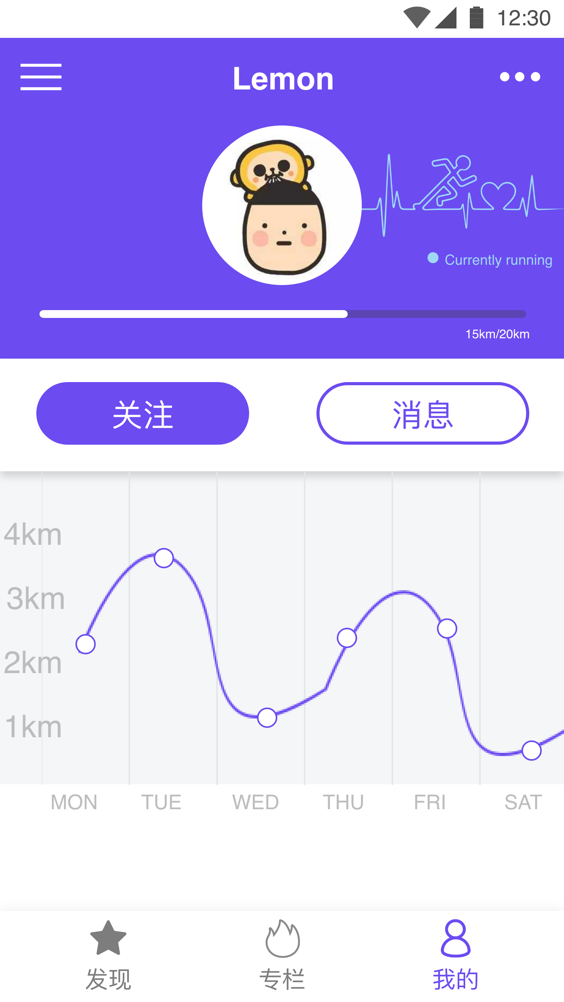 12:30
Lemon
Currently running
15km/20km
关注
消息
4km
3km
2km
1km
MON TUE WED THU FRI SAT
发现 专栏 我的